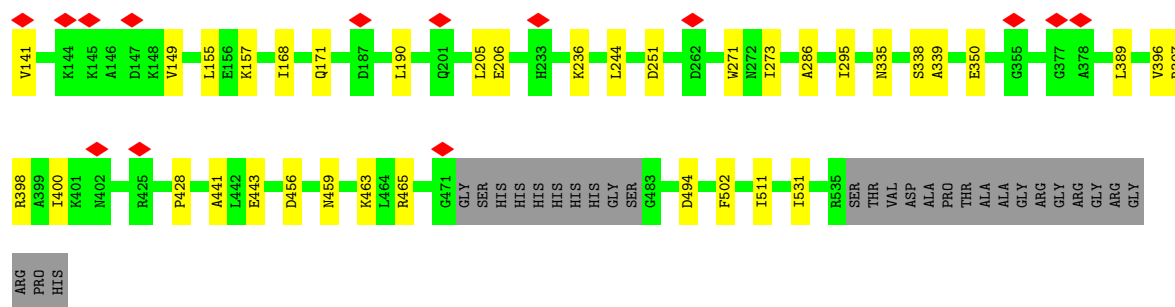 V141 K144 K145 A146 D147 K148 V149 L155 E156 K157 I168 Q171 D187 L190 Q201 L205 E206 H233 K236 L244 D251 D262 W271 N272 I273 A286 I295 N335 S338 A339 E350 G355 G377 A378 L389 V396
R398 A399 I400 K401 N402 R425 P428 A441 L442 E443 D456 N459 K463 L464 R465 G471 GLY SER HIS HIS HIS HIS HIS HIS GLY SER G483 D494 F502 I511 I531 R535 SER THR VAL ASP ALA PRO THR ALA ALA GLY ARG GLY ARG GLY ARG GLY
ARG PRO HIS